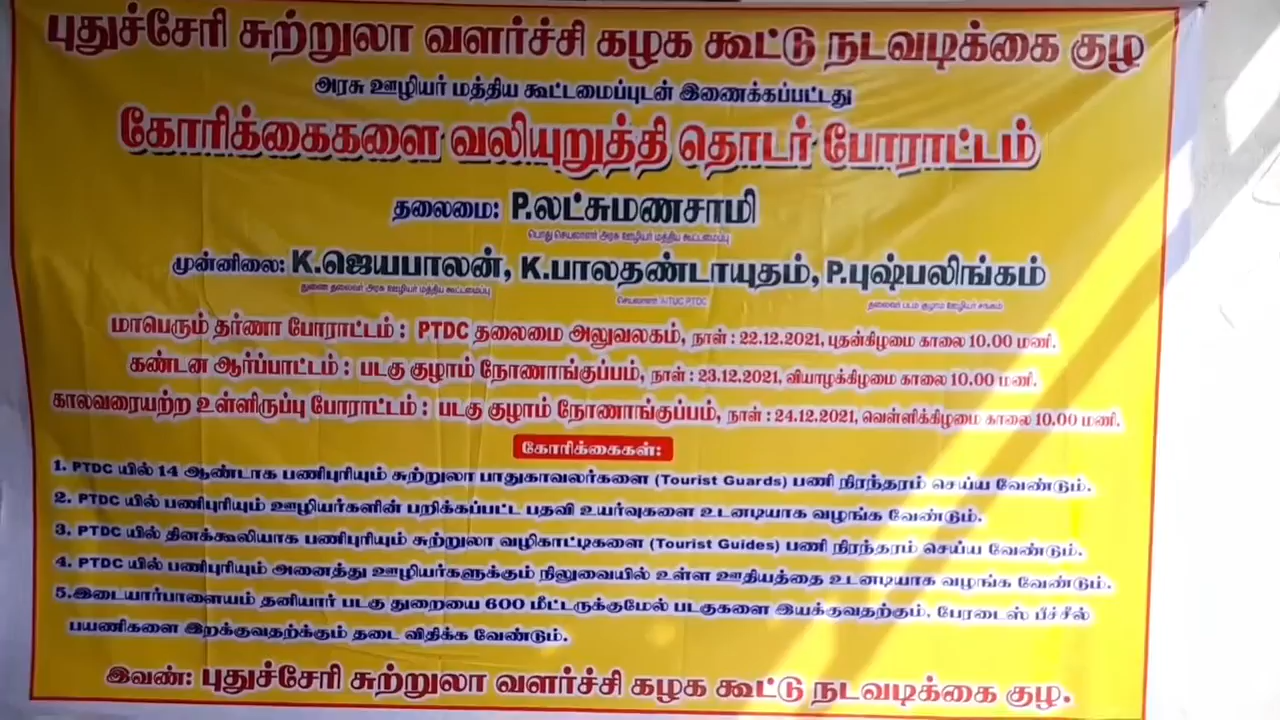 புதுச்சேரி சுற்றுலா வளர்ச்சி கழக கூட்டு நடவடிக்கை குழு
அரசு ஊழியர் மத்திய கூட்டமைப்புடன் இணைக்கப்பட்டது
கோரிக்கைகளை வலியுறுத்தி தொடர் போராட்டம்
தலைமை: P.லட்சுமணசாமி
பொது செயலாளர் அரசு ஊழியர் மத்திய கூட்டமைப்பு
முன்னிலை: K.ஜெயபாலன், K.பாலதண்டாயுதம், P.புஷ்பலிங்கம்
துணை தலைவர் அரசு ஊழியர் மத்திய கூட்டமைப்பு செயலாளர் AITUC PTDC தலைவர் படகு குழாம் ஊழியர் சங்கம்
மாபெரும் தர்ணா போராட்டம் : PTDC தலைமை அலுவலகம், நாள் : 22.12.2021, புதன்கிழமை காலை 10.00 மணி.
கண்டன ஆர்ப்பாட்டம் : படகு குழாம் நோணாங்குப்பம், நாள் : 23.12.2021, வியாழக்கிழமை காலை 10.00 மணி.
காலவரையற்ற உள்ளிருப்பு போராட்டம் : படகு குழாம் நோணாங்குப்பம், நாள் : 24.12.2021, வெள்ளிக்கிழமை காலை 10.00 மணி.
கோரிக்கைகள்:
1. PTDC யில் 14 ஆண்டாக பணிபுரியும் சுற்றுலா பாதுகாவலர்களை (Tourist Guards) பணி நிரந்தரம் செய்ய வேண்டும்.
2. PTDC யில் பணிபுரியும் ஊழியர்களின் பறிக்கப்பட்ட பதவி உயர்வுகளை உடனடியாக வழங்க வேண்டும்.
3. PTDC யில் தினக்கூலியாக பணிபுரியும் சுற்றுலா வழிகாட்டிகளை (Tourist Guides) பணி நிரந்தரம் செய்ய வேண்டும்.
4. PTDC யில் பணிபுரியும் அனைத்து ஊழியர்களுக்கும் நிலுவையில் உள்ள ஊதியத்தை உடனடியாக வழங்க வேண்டும்.
5.இடையார்பாளையம் தனியார் படகு துறையை 600 மீட்டருக்குமேல் படகுகளை இயக்குவதற்கும், பேரடைஸ் பீச்சில்
பயணிகளை இறக்குவதற்க்கும் தடை விதிக்க வேண்டும்.
இவண்: புதுச்சேரி சுற்றுலா வளர்ச்சி கழக கூட்டு நடவடிக்கை குழு.